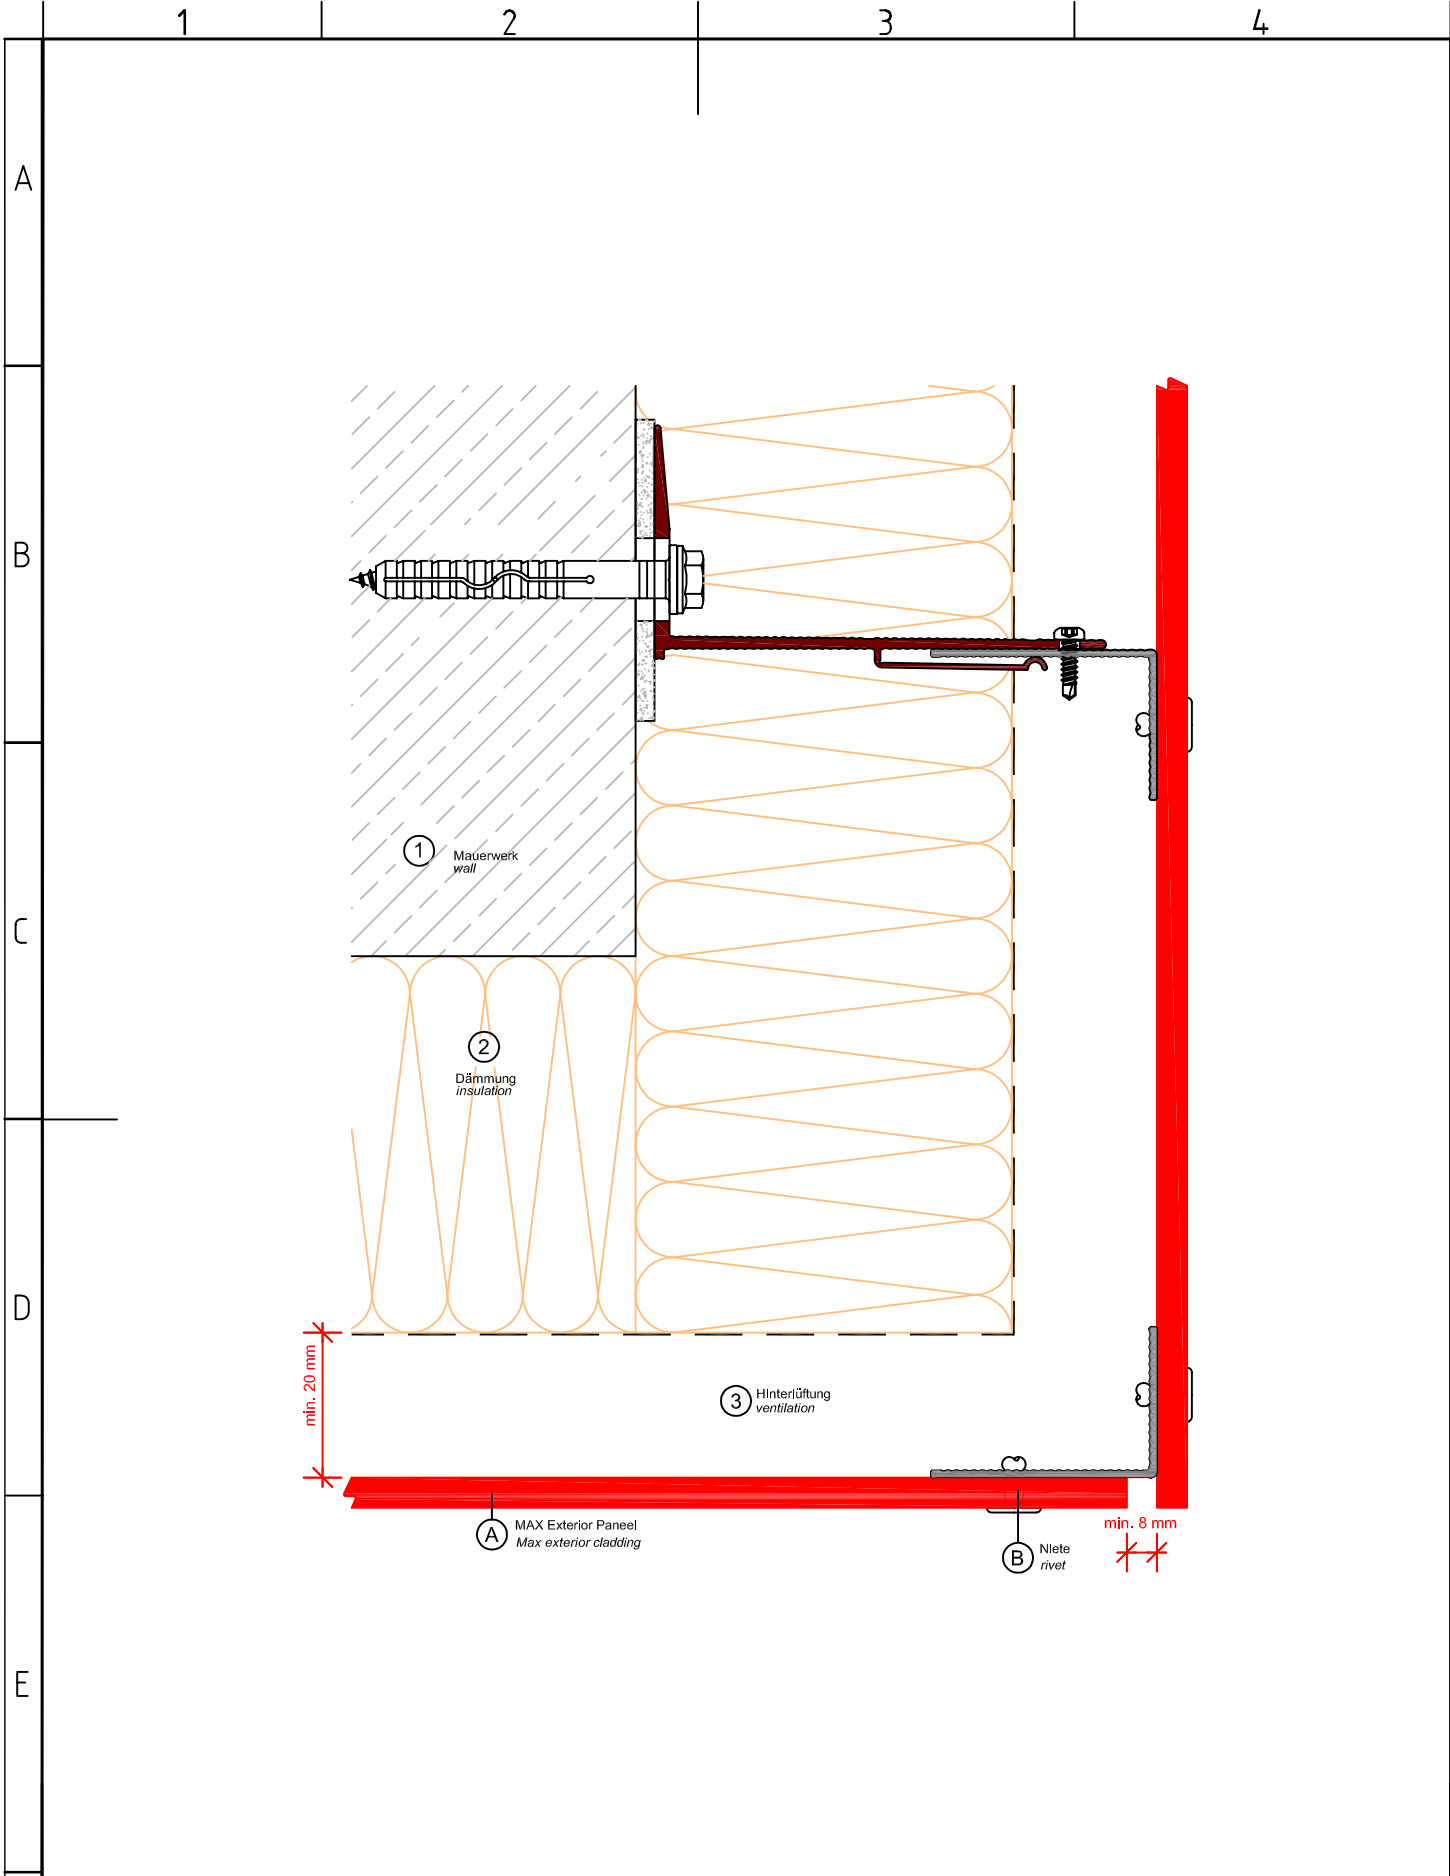 1 2 3 4
A
B
C
D
E
1 Mauerwerk
wall
2
Dämmung
insulation
min. 20 mm
3 Hinterlüftung
ventilation
A MAX Exterior Paneel
Max exterior cladding
min. 8 mm
B Niete
rivet